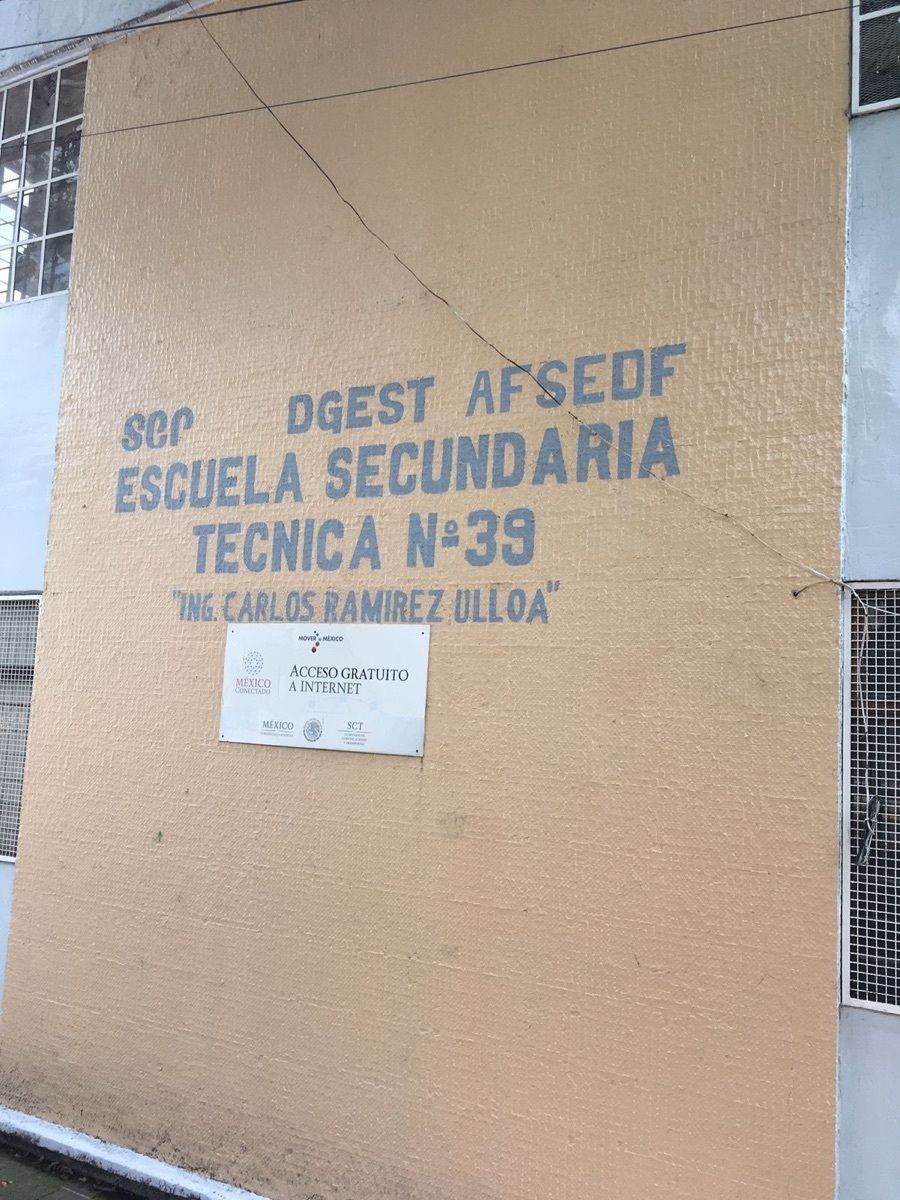 SEP DGEST AFSEDF
ESCUELA SECUNDARIA
TECNICA Nº39
"ING. CARLOS RAMIREZ ULLOA"
MOVER A MÉXICO
MÉXICO
CONECTADO
ACCESO GRATUITO
A INTERNET
MÉXICO
SCT